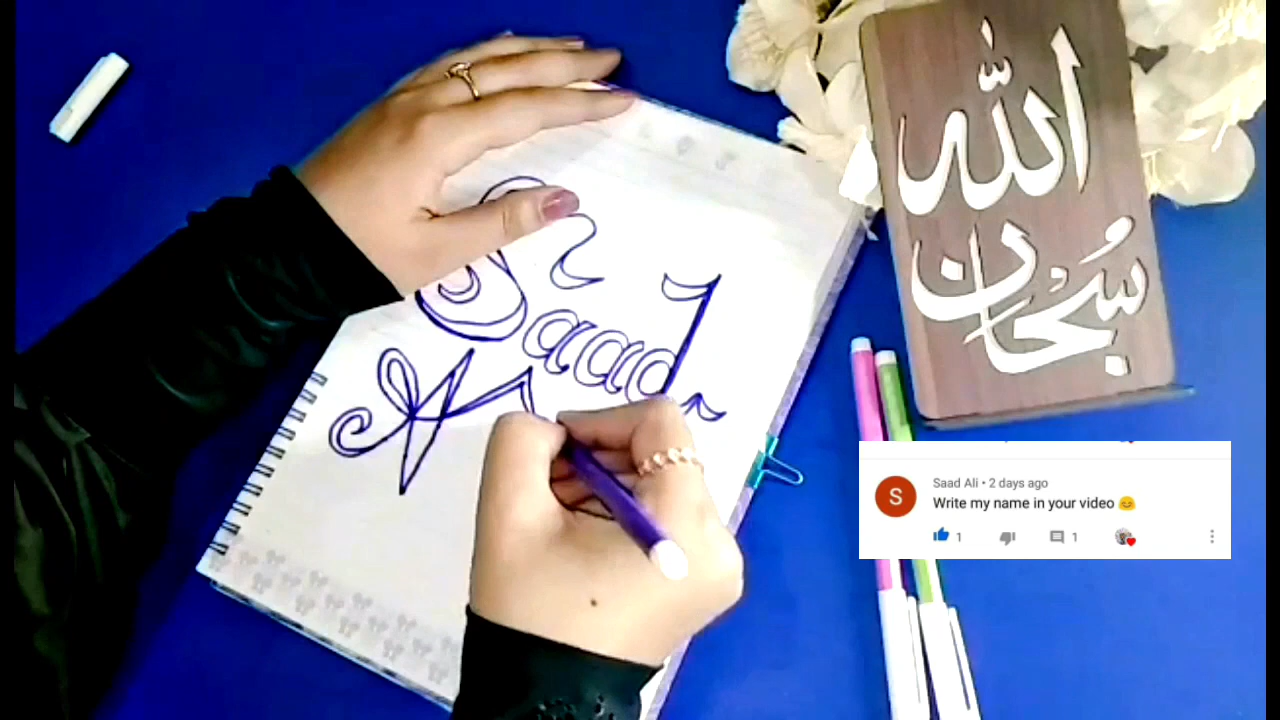 Saad
الله
سُبحان
S
Saad Ali • 2 days ago
Write my name in your video 😊
1 1